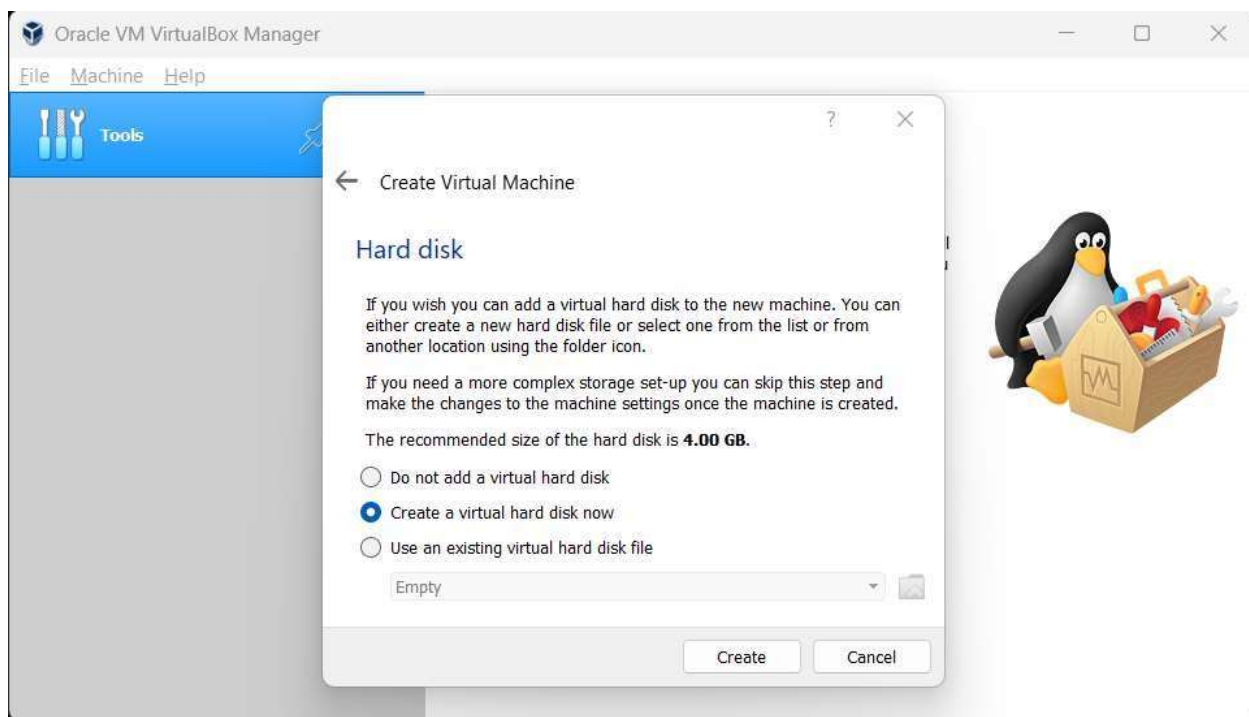 Oracle VM VirtualBox Manager
File Machine Help
Tools
?
Create Virtual Machine
Hard disk
If you wish you can add a virtual hard disk to the new machine. You can
either create a new hard disk file or select one from the list or from
another location using the folder icon.
If you need a more complex storage set-up you can skip this step and
make the changes to the machine settings once the machine is created.
The recommended size of the hard disk is 4.00 GB.
Do not add a virtual hard disk
Create a virtual hard disk now
Use an existing virtual hard disk file
Empty
Create Cancel